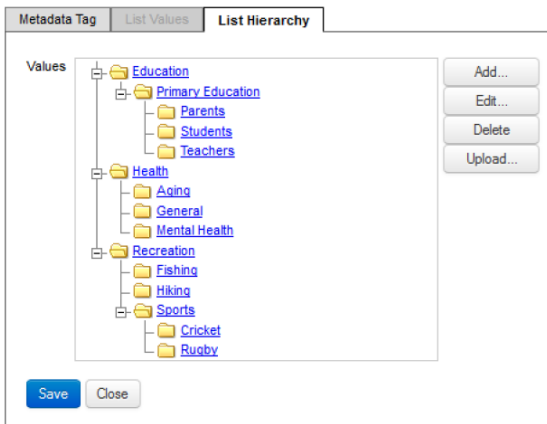 Metadata Tag List Values List Hierarchy
Values
Education
Primary Education
Parents
Students
Teachers
Health
Aging
General
Mental Health
Recreation
Fishing
Hiking
Sports
Cricket
Rugby
Add...
Edit...
Delete
Upload...
Save Close